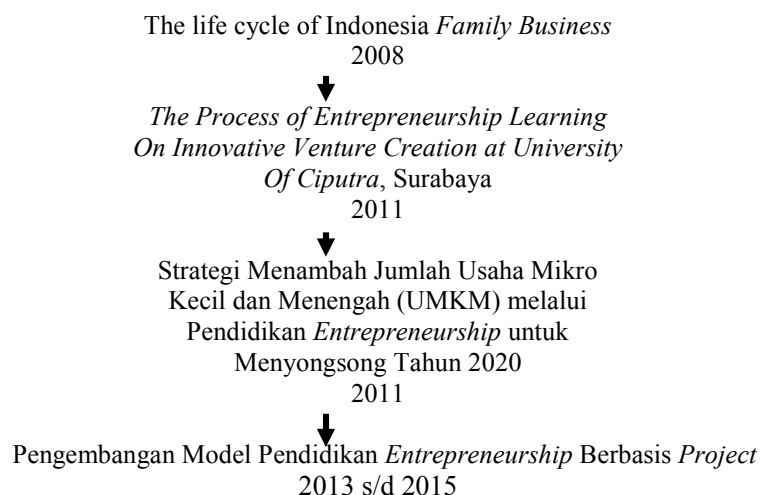 The life cycle of Indonesia Family Business
2008
The Process of Entrepreneurship Learning
On Innovative Venture Creation at University
Of Ciputra, Surabaya
2011
Strategi Menambah Jumlah Usaha Mikro
Kecil dan Menengah (UMKM) melalui
Pendidikan Entrepreneurship untuk
Menyongsong Tahun 2020
2011
Pengembangan Model Pendidikan Entrepreneurship Berbasis Project
2013 s/d 2015